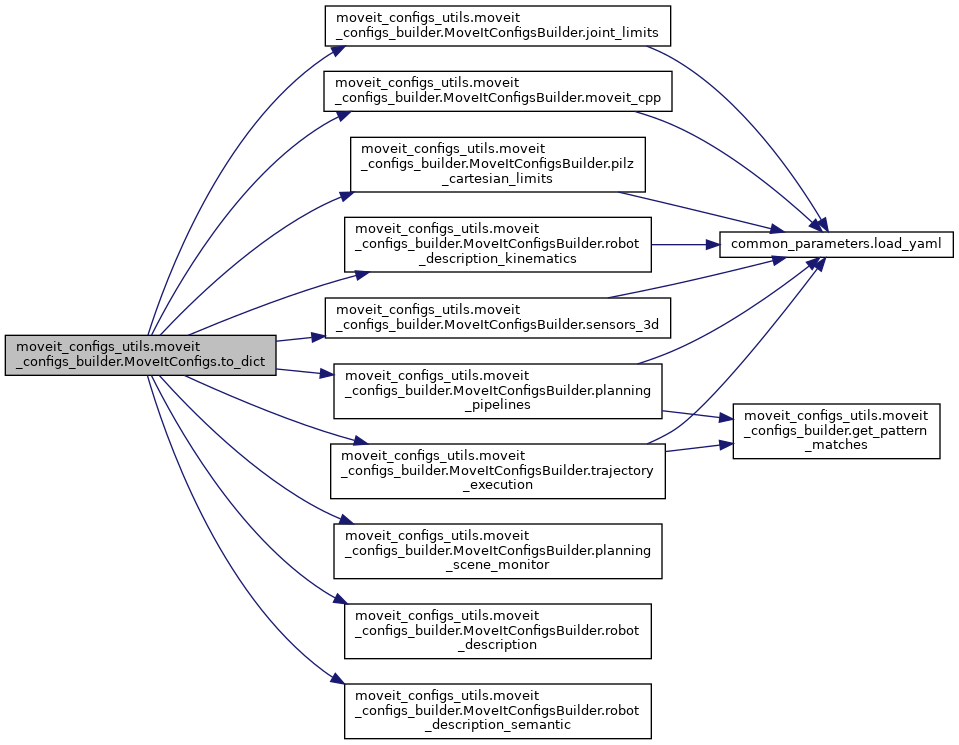 moveit_configs_utils.moveit
_configs_builder.MoveItConfigsBuilder.joint_limits
moveit_configs_utils.moveit
_configs_builder.MoveItConfigsBuilder.moveit_cpp
moveit_configs_utils.moveit
_configs_builder.MoveItConfigsBuilder.pilz
_cartesian_limits
moveit_configs_utils.moveit
_configs_builder.MoveItConfigsBuilder.robot
_description_kinematics
common_parameters.load_yaml
moveit_configs_utils.moveit
_configs_builder.MoveItConfigsBuilder.sensors_3d
moveit_configs_utils.moveit
_configs_builder.MoveItConfigs.to_dict
moveit_configs_utils.moveit
_configs_builder.MoveItConfigsBuilder.planning
_pipelines
moveit_configs_utils.moveit
_configs_builder.get_pattern
_matches
moveit_configs_utils.moveit
_configs_builder.MoveItConfigsBuilder.trajectory
_execution
moveit_configs_utils.moveit
_configs_builder.MoveItConfigsBuilder.planning
_scene_monitor
moveit_configs_utils.moveit
_configs_builder.MoveItConfigsBuilder.robot
_description
moveit_configs_utils.moveit
_configs_builder.MoveItConfigsBuilder.robot
_description_semantic